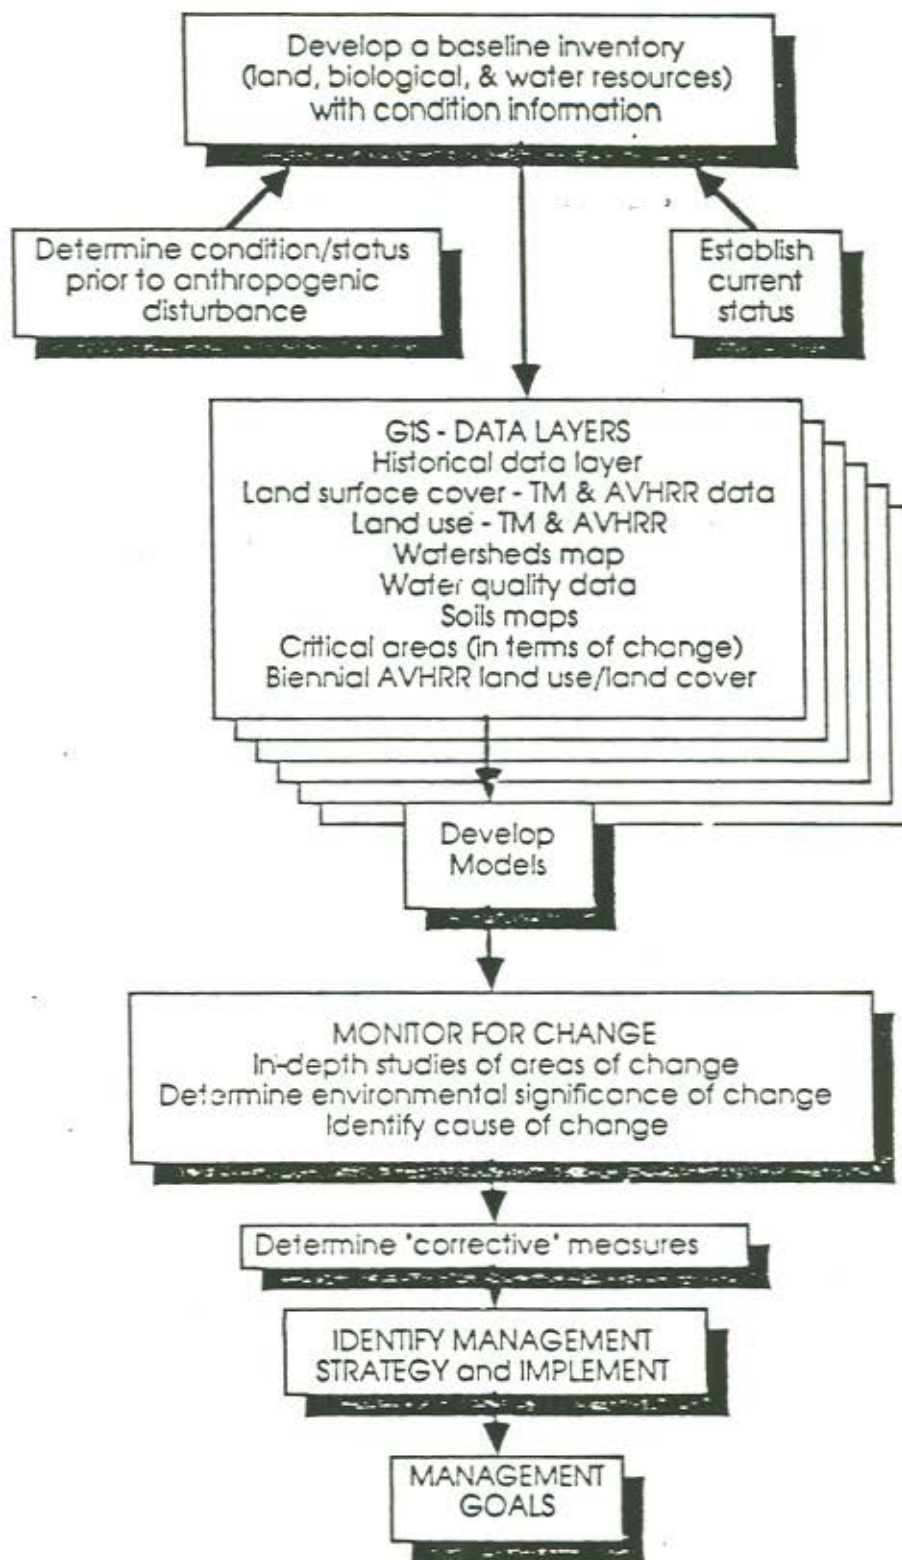 Develop a baseline inventory
(land, biological, & water resources)
with condition information
Determine condition/status
prior to anthropogenic
disturbance
Establish
current
status
GIS - DATA LAYERS
Historical data layer
Land surface cover - TM & AVHRR data
Land use - TM & AVHRR
Watersheds map
Water quality data
Soils maps
Critical areas (in terms of change)
Biennial AVHRR land use/land cover
Develop
Models
MONITOR FOR CHANGE
In-depth studies of areas of change
Determine environmental significance of change
Identify cause of change
Determine "corrective" measures
IDENTIFY MANAGEMENT
STRATEGY and IMPLEMENT
MANAGEMENT
GOALS